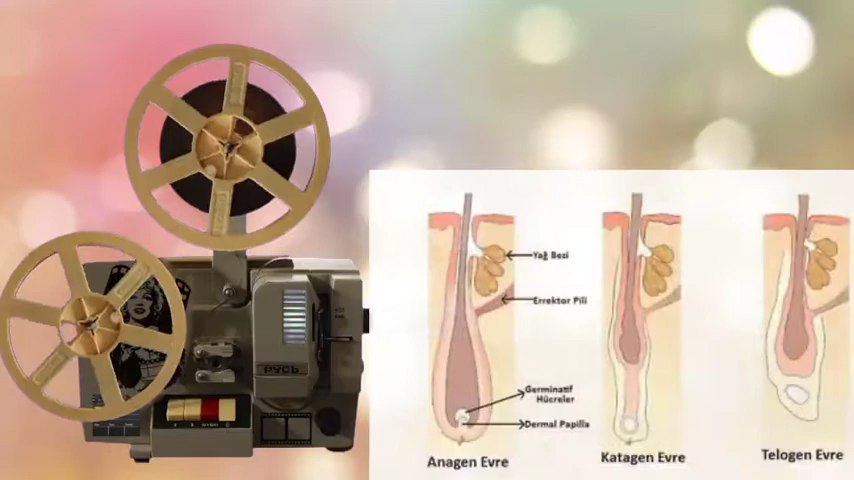 РУСЬ
Yağ Bezi
Errektor Pili
Germinatif
Hücreler
Dermal Papilla
Anagen Evre
Katagen Evre
Telogen Evre